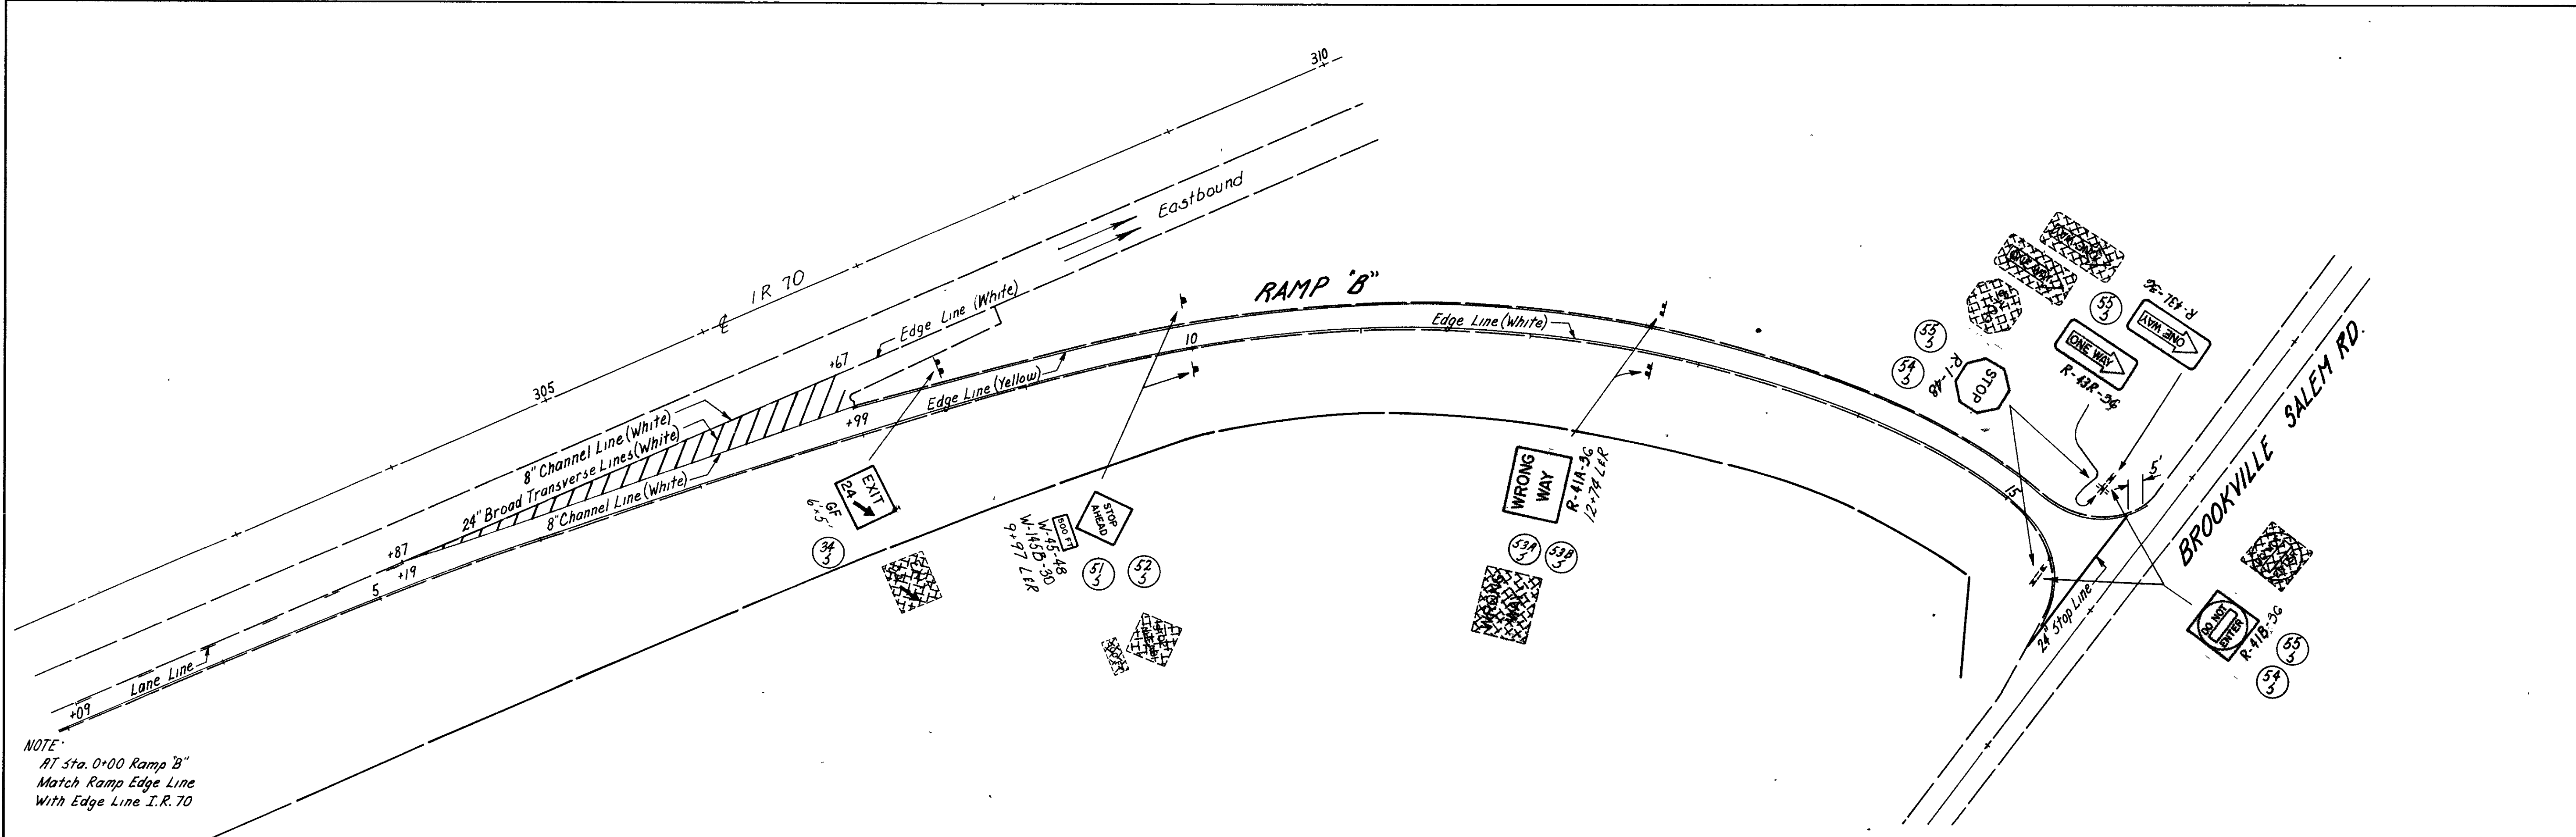 310
I R 70
℄
305
Eastbound
Edge Line (White)
+67
8" Channel Line (White)
24" Broad Transverse Lines (White)
8" Channel Line (White)
+87
+19
5
+99
Lane Line
+09
NOTE:
AT Sta. 0+00 Ramp "B"
Match Ramp Edge Line
With Edge Line I.R. 70
RAMP "B"
Edge Line (Yellow)
10
Edge Line (White)
15
EXIT
24
GF
6'x5'
34
5
STOP
AHEAD
500 FT
W-45-48
W-145B-30
9+97 L&R
51
5
52
5
WRONG
WAY
R-41A-36
12+74 L&R
53A
5
53B
5
WRONG
WAY
STOP
R-1-48
55
5
54
5
55
5
ONE WAY
R-43R-36
ONE WAY
R-43L-36
5'
BROOKVILLE SALEM RD.
24" Stop Line
DO NOT
ENTER
R-41B-36
55
5
54
5